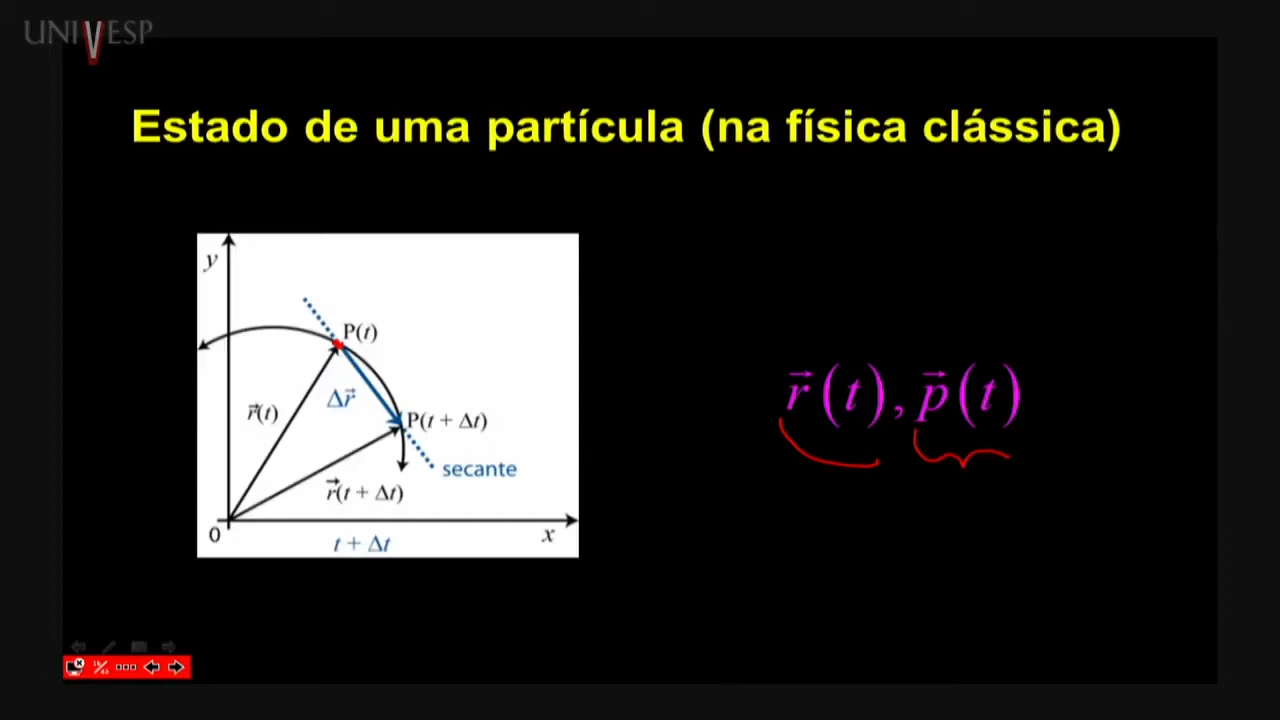 UNIVESP
Estado de uma partícula (na física clássica)
y
P(t)
Δr⃗
r⃗(t)
P(t + Δt)
secante
r⃗(t + Δt)
0
t + Δt
x
r⃗(t), p⃗(t)